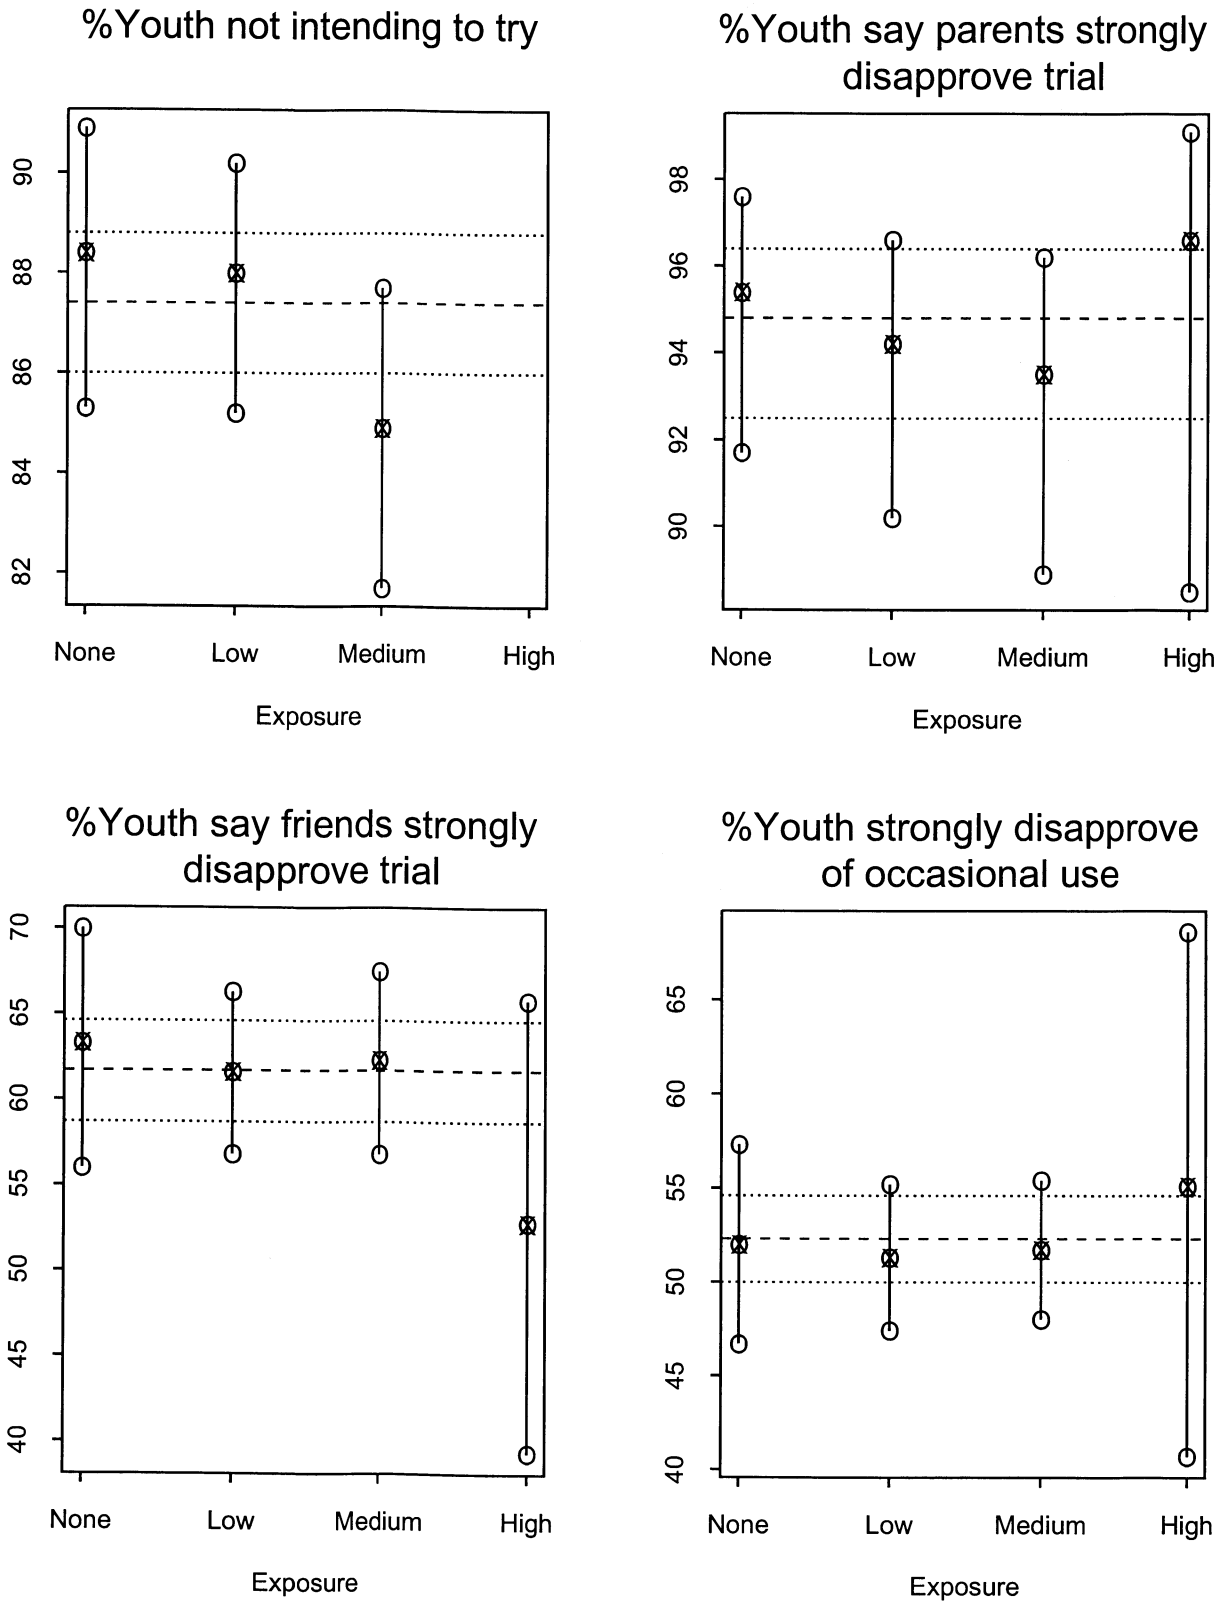 %Youth not intending to try
90
88
86
84
82
None Low Medium High
Exposure
%Youth say parents strongly
disapprove trial
98
96
94
92
90
None Low Medium High
Exposure
%Youth say friends strongly
disapprove trial
70
65
60
55
50
45
40
None Low Medium High
Exposure
%Youth strongly disapprove
of occasional use
65
60
55
50
45
40
None Low Medium High
Exposure